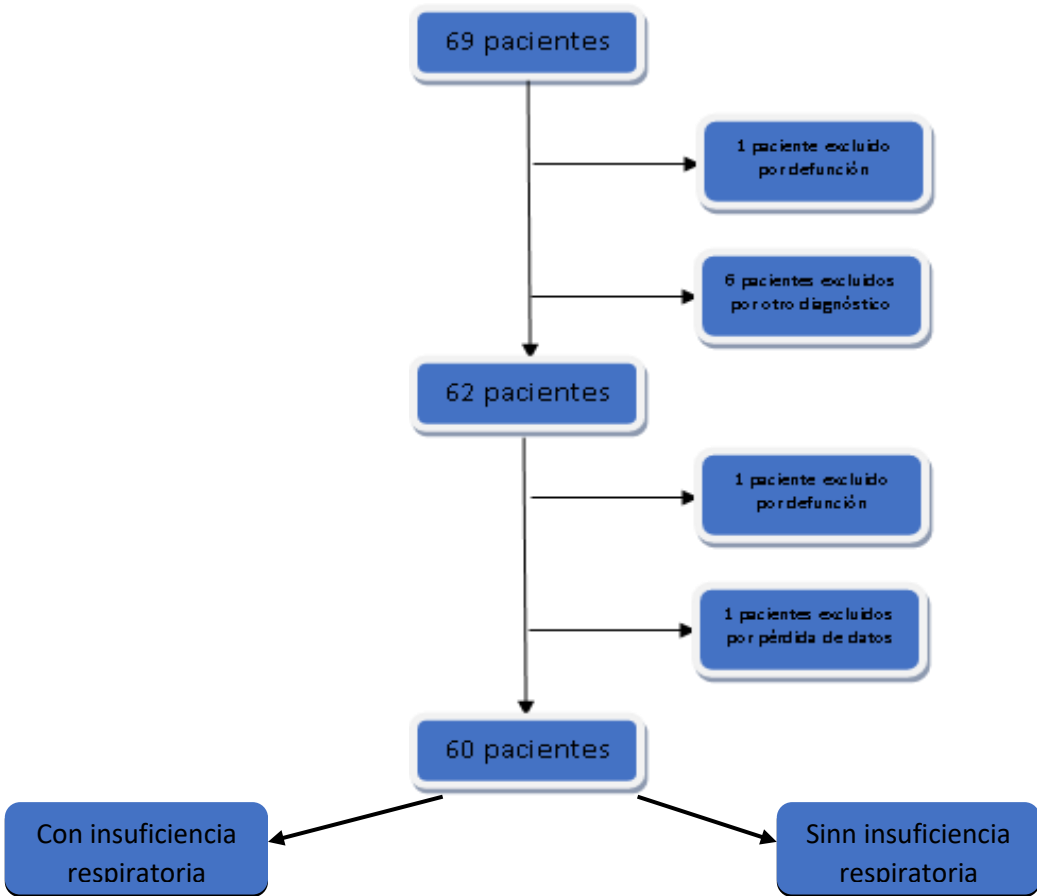 69 pacientes
1 paciente excluido
por defunción
6 pacientes excluidos
por otro diagnóstico
62 pacientes
1 paciente excluido
por defunción
1 pacientes excluidos
por pérdida de datos
60 pacientes
Con insuficiencia
respiratoria
Sinn insuficiencia
respiratoria